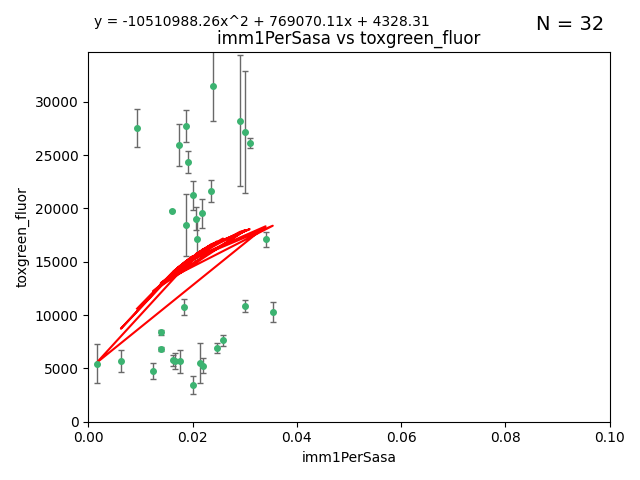 y = -10510988.26x^2 + 769070.11x + 4328.31
N = 32
imm1PerSasa vs toxgreen_fluor
30000
25000
20000
15000
10000
5000
0
toxgreen_fluor
0.00 0.02 0.04 0.06 0.08 0.10
imm1PerSasa